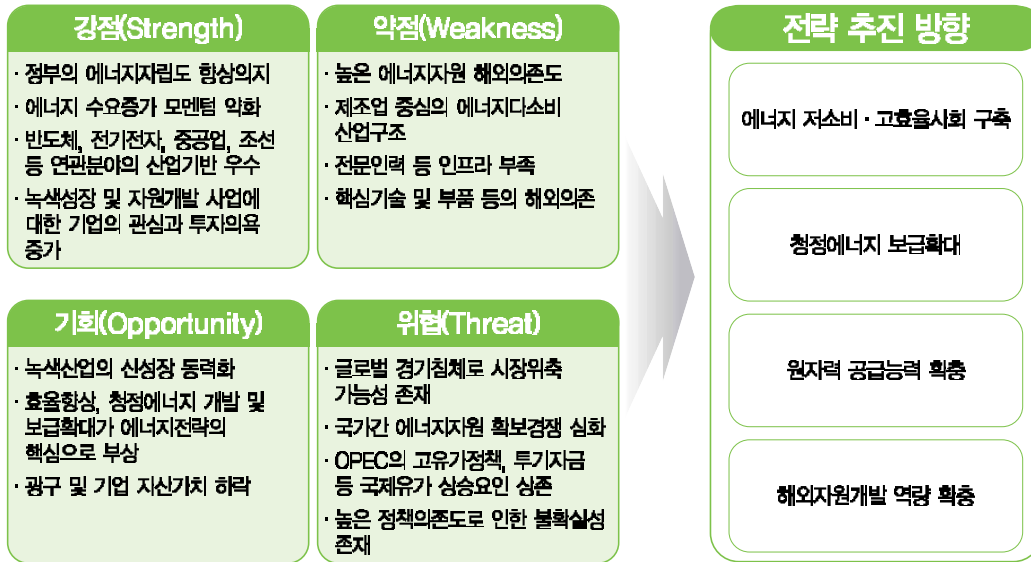 강점(Strength)
· 정부의 에너지자립도 향상의지
· 에너지 수요증가 모멘텀 약화
· 반도체, 전기전자, 중공업, 조선
등 연관분야의 산업기반 우수
· 녹색성장 및 자원개발 사업에
대한 기업의 관심과 투자의욕
증가
약점(Weakness)
· 높은 에너지자원 해외의존도
· 제조업 중심의 에너지다소비
산업구조
· 전문인력 등 인프라 부족
· 핵심기술 및 부품 등의 해외의존
기회(Opportunity)
· 녹색산업의 신성장 동력화
· 효율향상, 청정에너지 개발 및
보급확대가 에너지전략의
핵심으로 부상
· 광구 및 기업 자산가치 하락
위협(Threat)
· 글로벌 경기침체로 시장위축
가능성 존재
· 국가간 에너지자원 확보경쟁 심화
· OPEC의 고유가정책, 투기자금
등 국제유가 상승요인 상존
· 높은 정책의존도로 인한 불확실성
존재
전략 추진 방향
에너지 저소비·고효율사회 구축
청정에너지 보급확대
원자력 공급능력 확충
해외자원개발 역량 확충